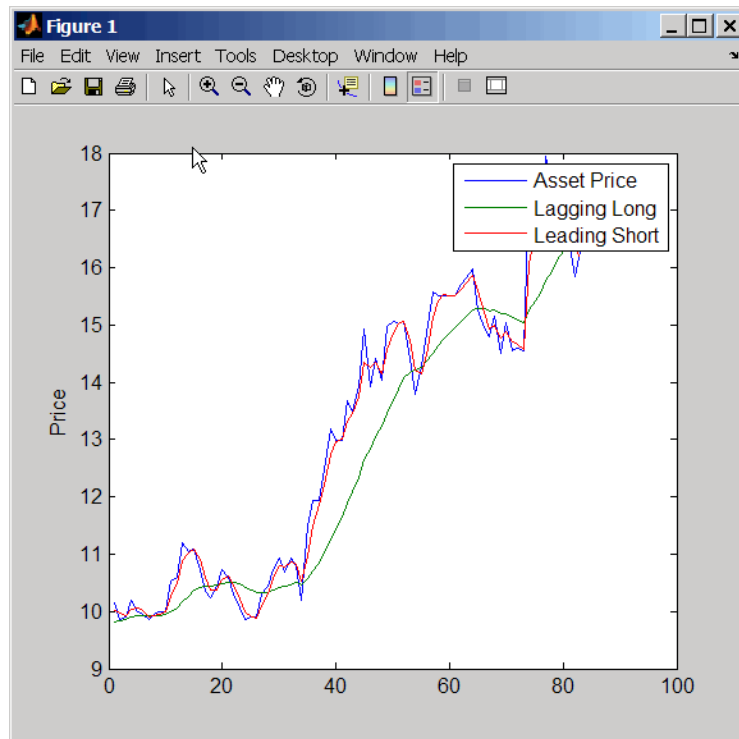 Figure 1
File Edit View Insert Tools Desktop Window Help
18
17
16
15
14
13
12
11
10
9
Price
Asset Price
Lagging Long
Leading Short
0 20 40 60 80 100